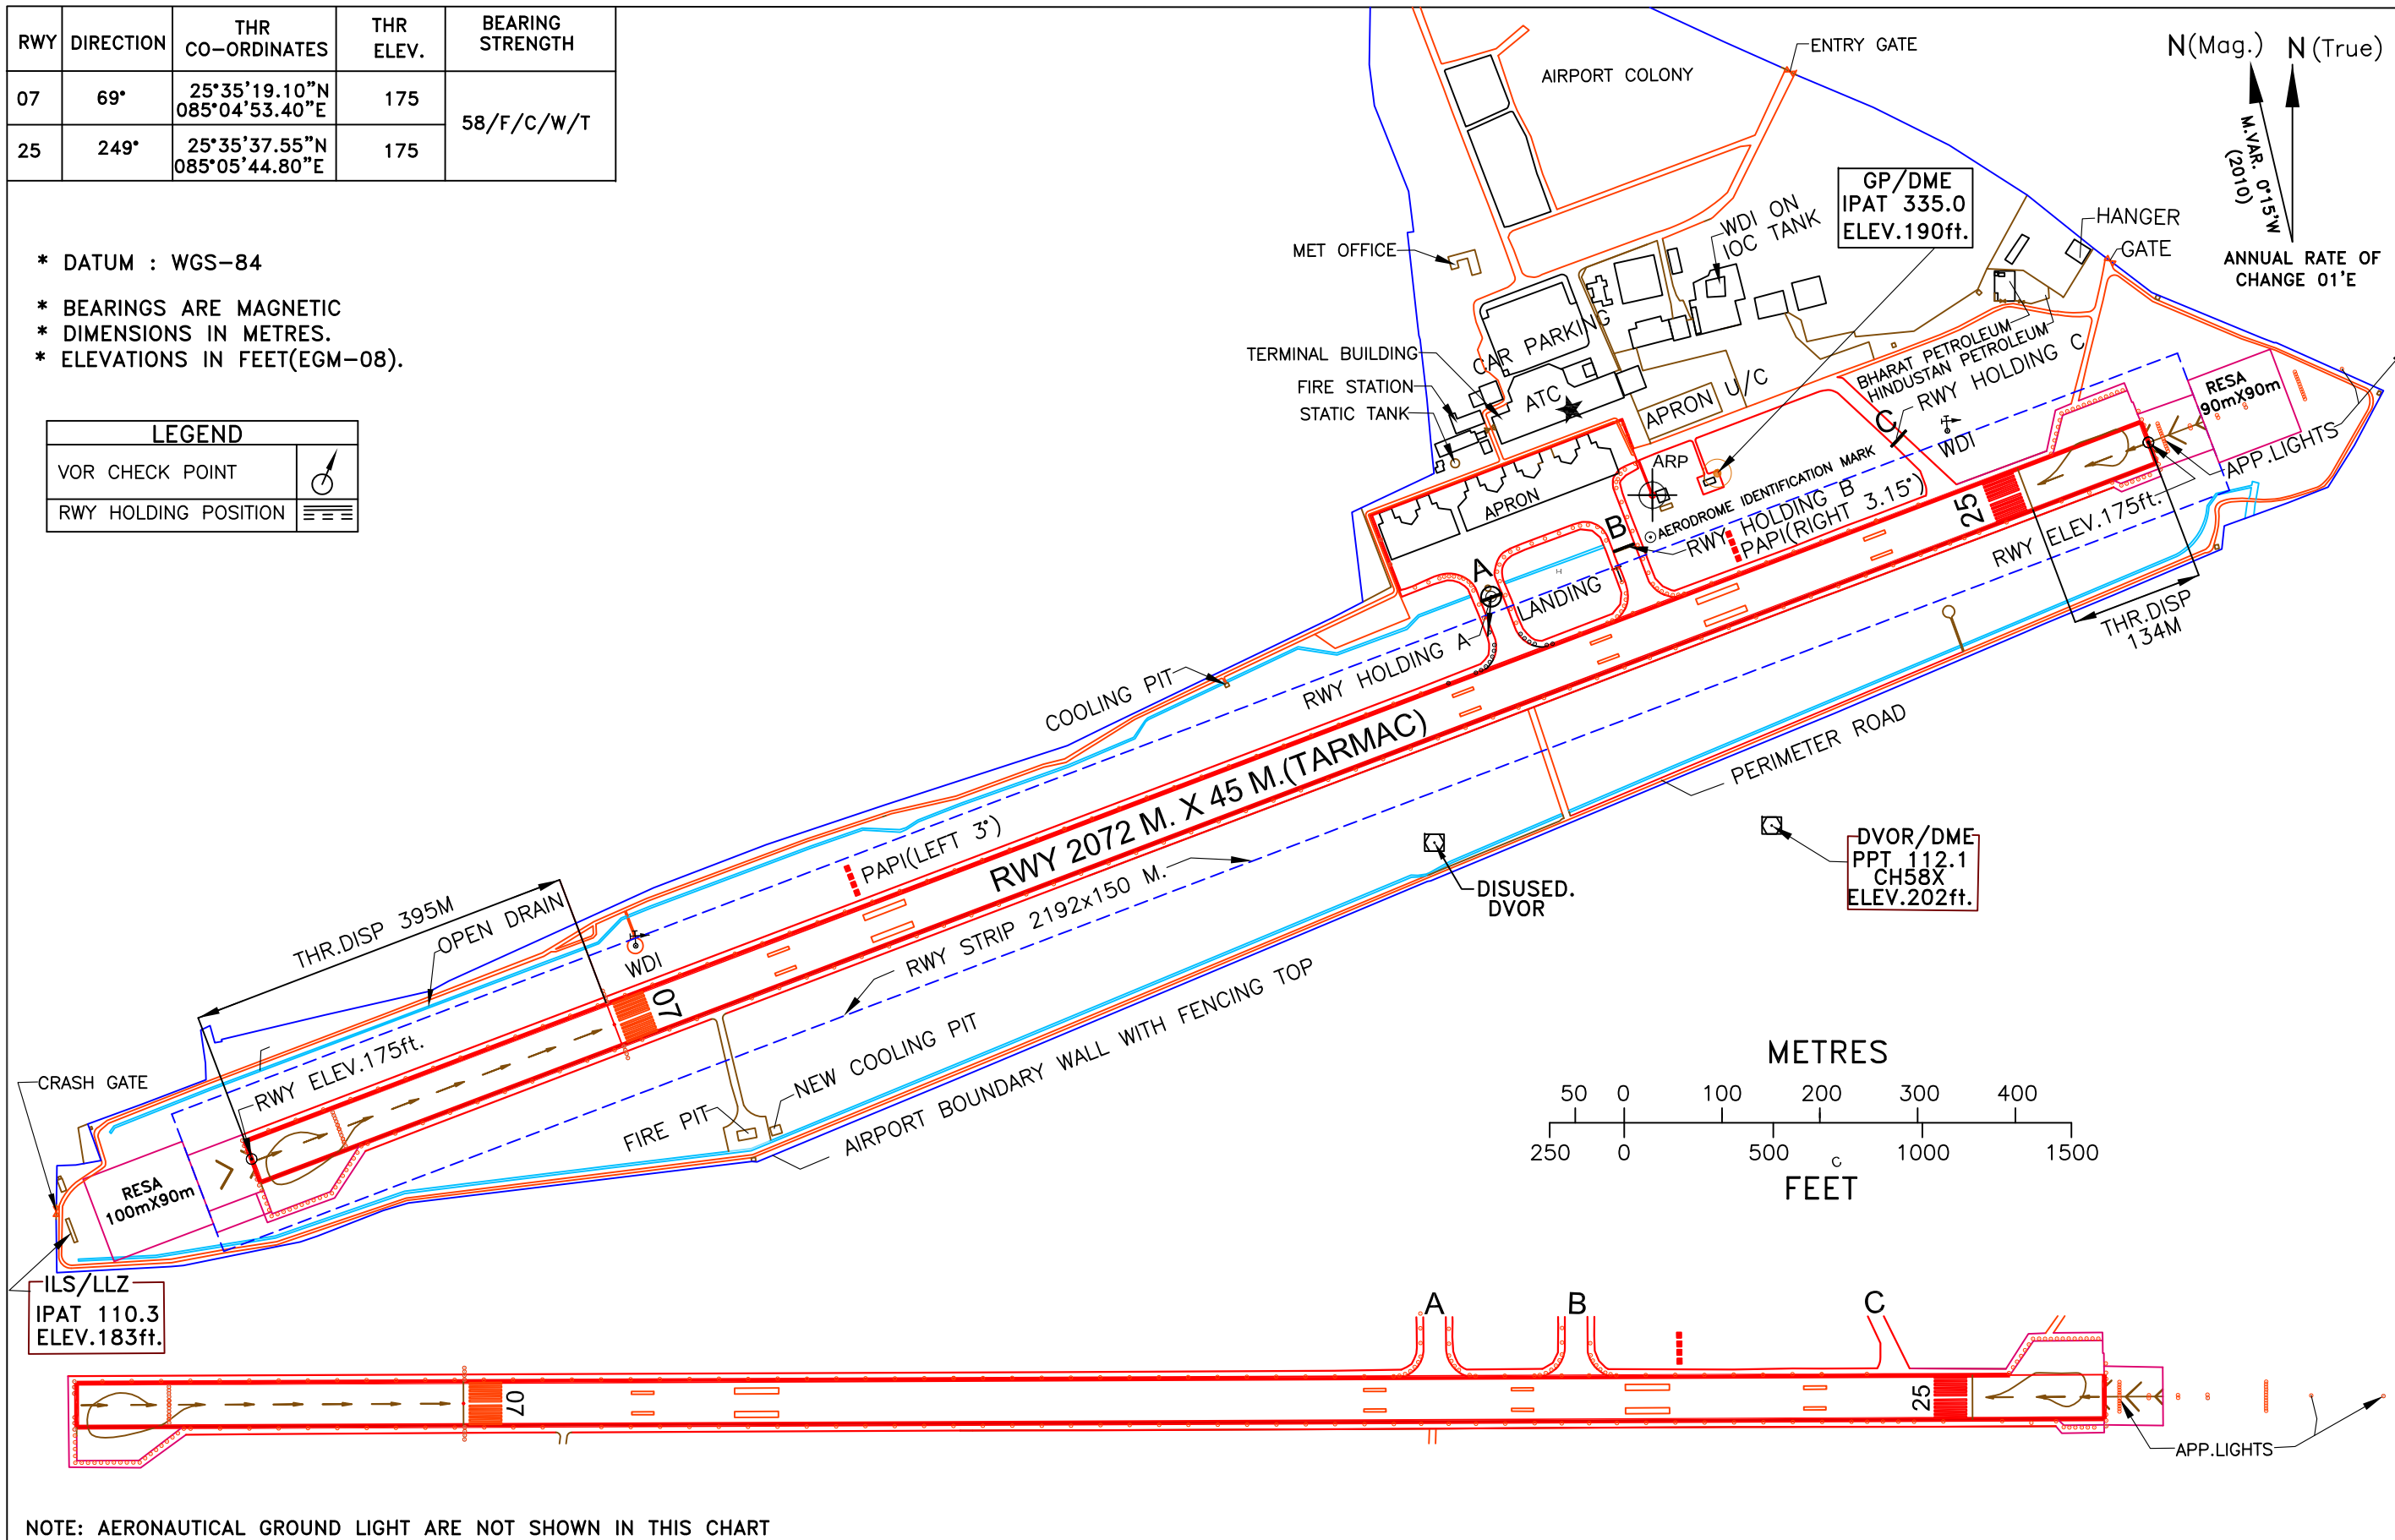 RWY DIRECTION THR CO-ORDINATES THR ELEV. BEARING STRENGTH
07 69° 25°35'19.10"N 085°04'53.40"E 175 58/F/C/W/T
25 249° 25°35'37.55"N 085°05'44.80"E 175
* DATUM : WGS-84
* BEARINGS ARE MAGNETIC
* DIMENSIONS IN METRES.
* ELEVATIONS IN FEET(EGM-08).
LEGEND
VOR CHECK POINT
RWY HOLDING POSITION
ENTRY GATE
AIRPORT COLONY
N(Mag.) N (True)
M.VAR. 0°15'W
(2010)
ANNUAL RATE OF
CHANGE 01'E
GP/DME
IPAT 335.0
ELEV.190ft.
HANGER
GATE
WDI ON
IOC TANK
MET OFFICE
CAR PARKING
TERMINAL BUILDING
FIRE STATION
STATIC TANK
ATC
APRON U/C
BHARAT PETROLEUM
HINDUSTAN PETROLEUM
RWY HOLDING C
C
WDI
RESA
90mX90m
APP.LIGHTS
ARP
APRON
AERODROME IDENTIFICATION MARK
RWY HOLDING B
PAPI(RIGHT 3.15°)
B
A
H
LANDING
25
RWY ELEV.175ft.
THR.DISP
134M
RWY HOLDING A
COOLING PIT
RWY 2072 M. X 45 M.(TARMAC)
PERIMETER ROAD
PAPI(LEFT 3°)
DVOR/DME
PPT 112.1
CH58X
ELEV.202ft.
DISUSED.
DVOR
RWY STRIP 2192x150 M.
THR.DISP 395M
OPEN DRAIN
WDI
07
RWY ELEV.175ft.
CRASH GATE
NEW COOLING PIT
FIRE PIT
AIRPORT BOUNDARY WALL WITH FENCING TOP
RESA
100mX90m
ILS/LLZ
IPAT 110.3
ELEV.183ft.
METRES
50 0 100 200 300 400
250 0 500 1000 1500
C
FEET
A B C
07
25
APP.LIGHTS
NOTE: AERONAUTICAL GROUND LIGHT ARE NOT SHOWN IN THIS CHART